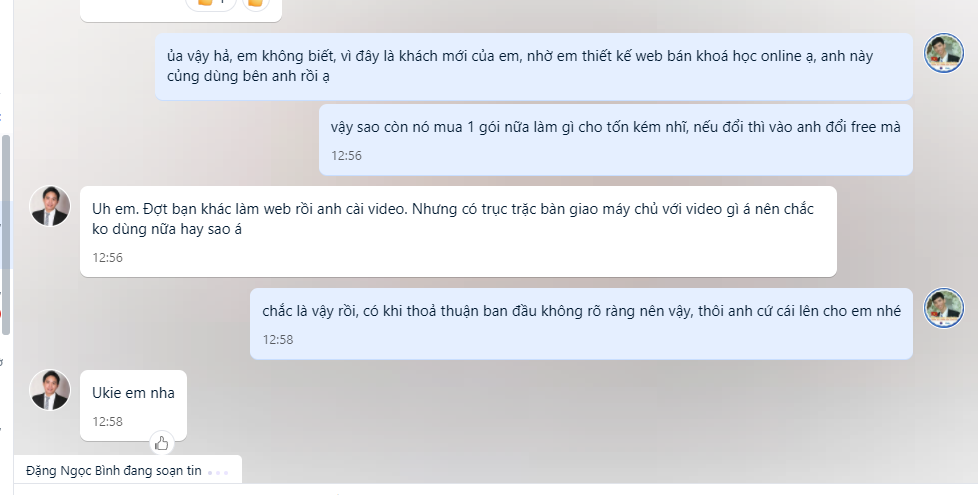 ủa vậy hả, em không biết, vì đây là khách mới của em, nhờ em thiết kế web bán khoá học online ạ, anh này
củng dùng bên anh rồi ạ
vậy sao còn nó mua 1 gói nữa làm gì cho tốn kém nhĩ, nếu đổi thì vào anh đổi free mà
12:56
Uh em. Đợt bạn khác làm web rồi anh cài video. Nhưng có trục trặc bàn giao máy chủ với video gì á nên chắc
ko dùng nữa hay sao á
12:56
chắc là vậy rồi, có khi thoả thuận ban đầu không rõ ràng nên vậy, thôi anh cứ cái lên cho em nhé
12:58
Ukie em nha
12:58
Đặng Ngọc Bình đang soạn tin